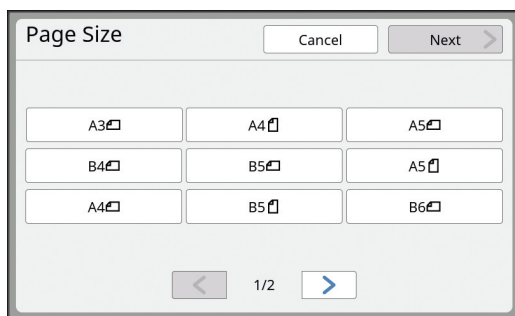 Page Size Cancel Next
A3 A4 A5
B4 B5 A5
A4 B5 B6
1/2